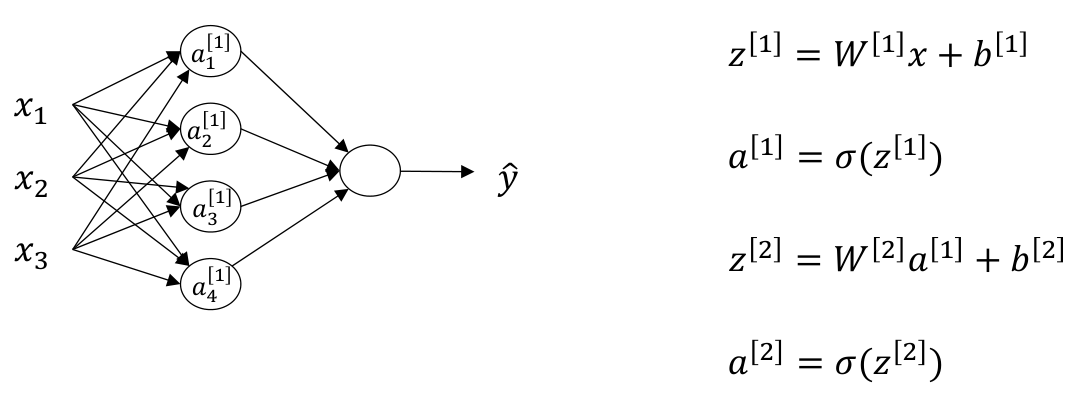 x₁
x₂
x₃
a₁^[1]
a₂^[1]
a₃^[1]
a₄^[1]
ŷ
z^[1] = W^[1]x + b^[1]
a^[1] = σ(z^[1])
z^[2] = W^[2]a^[1] + b^[2]
a^[2] = σ(z^[2])